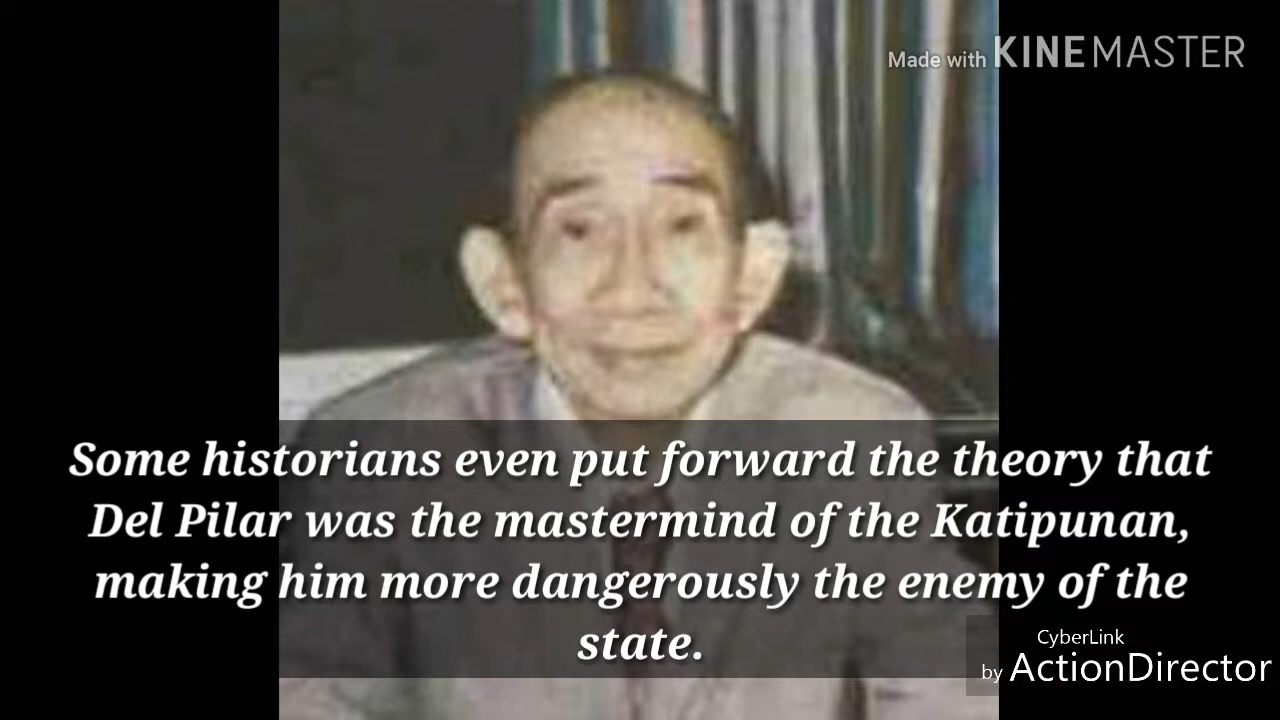 Made with KINEMASTER
Some historians even put forward the theory that
Del Pilar was the mastermind of the Katipunan,
making him more dangerously the enemy of the
state.
CyberLink
by ActionDirector